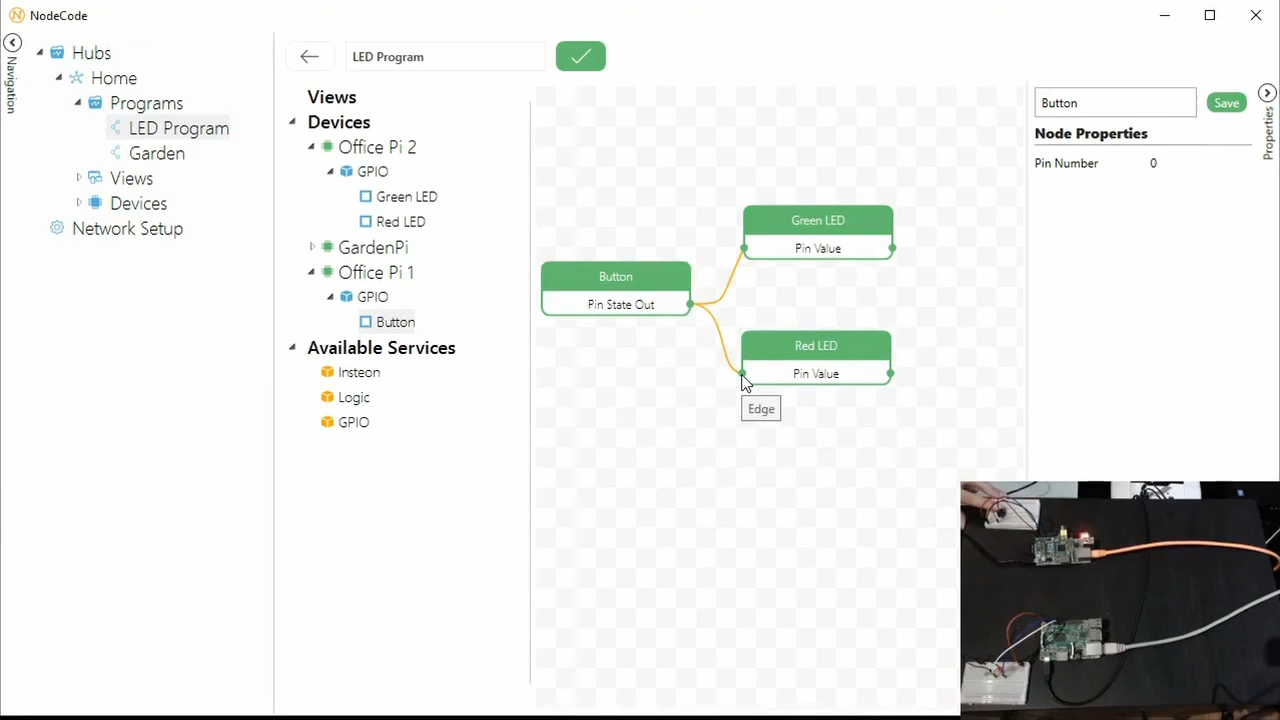 NodeCode
Navigation
Hubs
Home
Programs
LED Program
Garden
Views
Devices
Network Setup
LED Program
Views
Devices
Office Pi 2
GPIO
Green LED
Red LED
GardenPi
Office Pi 1
GPIO
Button
Available Services
Insteon
Logic
GPIO
Green LED
Pin Value
Button
Pin State Out
Red LED
Pin Value
Edge
Button
Save
Node Properties
Pin Number 0
Properties